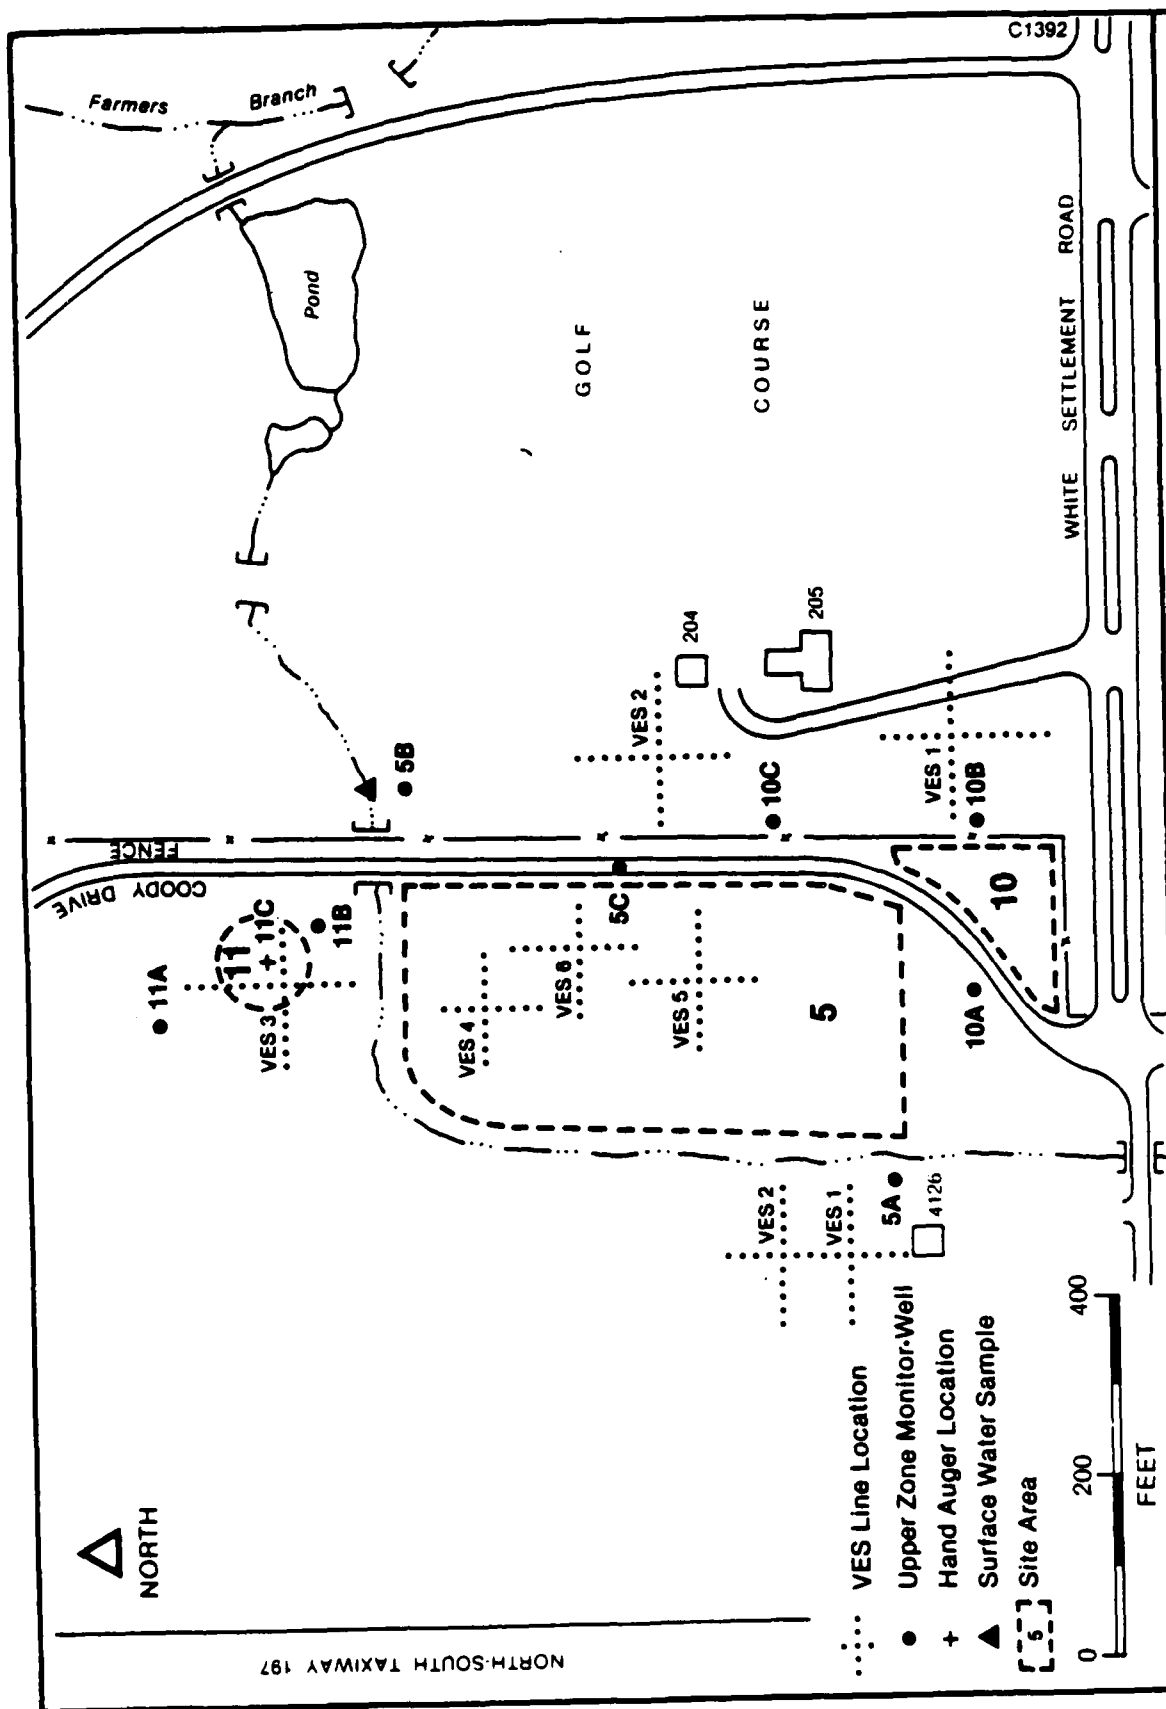 C1392
Farmers Branch
Pond
GOLF
COURSE
WHITE SETTLEMENT ROAD
COODY DRIVE
FENCE
11A
11
11C
11B
VES 3
5B
VES 2
204
205
VES 1
10C
10B
10
10A
5C
VES 6
VES 4
VES 5
5
VES 2
VES 1
5A
4126
NORTH
NORTH-SOUTH TAXIWAY 197
VES Line Location
Upper Zone Monitor-Well
Hand Auger Location
Surface Water Sample
5 Site Area
0 200 400
FEET